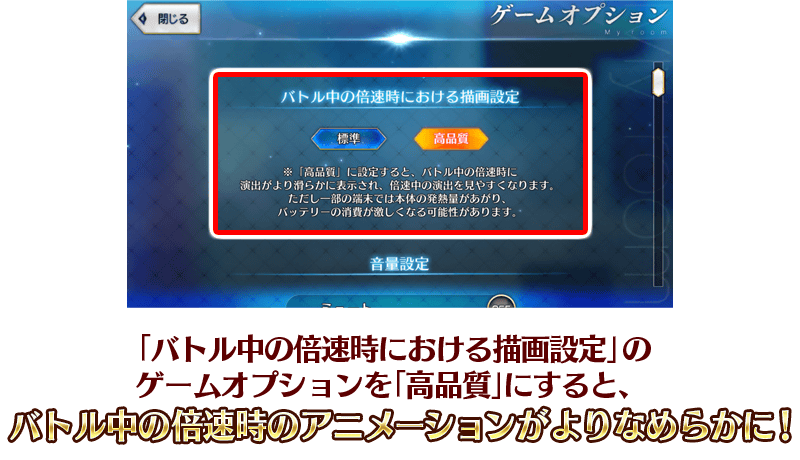 閉じる
ゲームオプション
My room
バトル中の倍速時における描画設定
標準
高品質
※「高品質」に設定すると、バトル中の倍速時に
演出がより滑らかに表示され、倍速中の演出を見やすくなります。
ただし一部の端末では本体の発熱量があがり、
バッテリーの消費が激しくなる可能性があります。
音量設定
「バトル中の倍速時における描画設定」の
ゲームオプションを「高品質」にすると、
バトル中の倍速時のアニメーションがよりなめらかに!